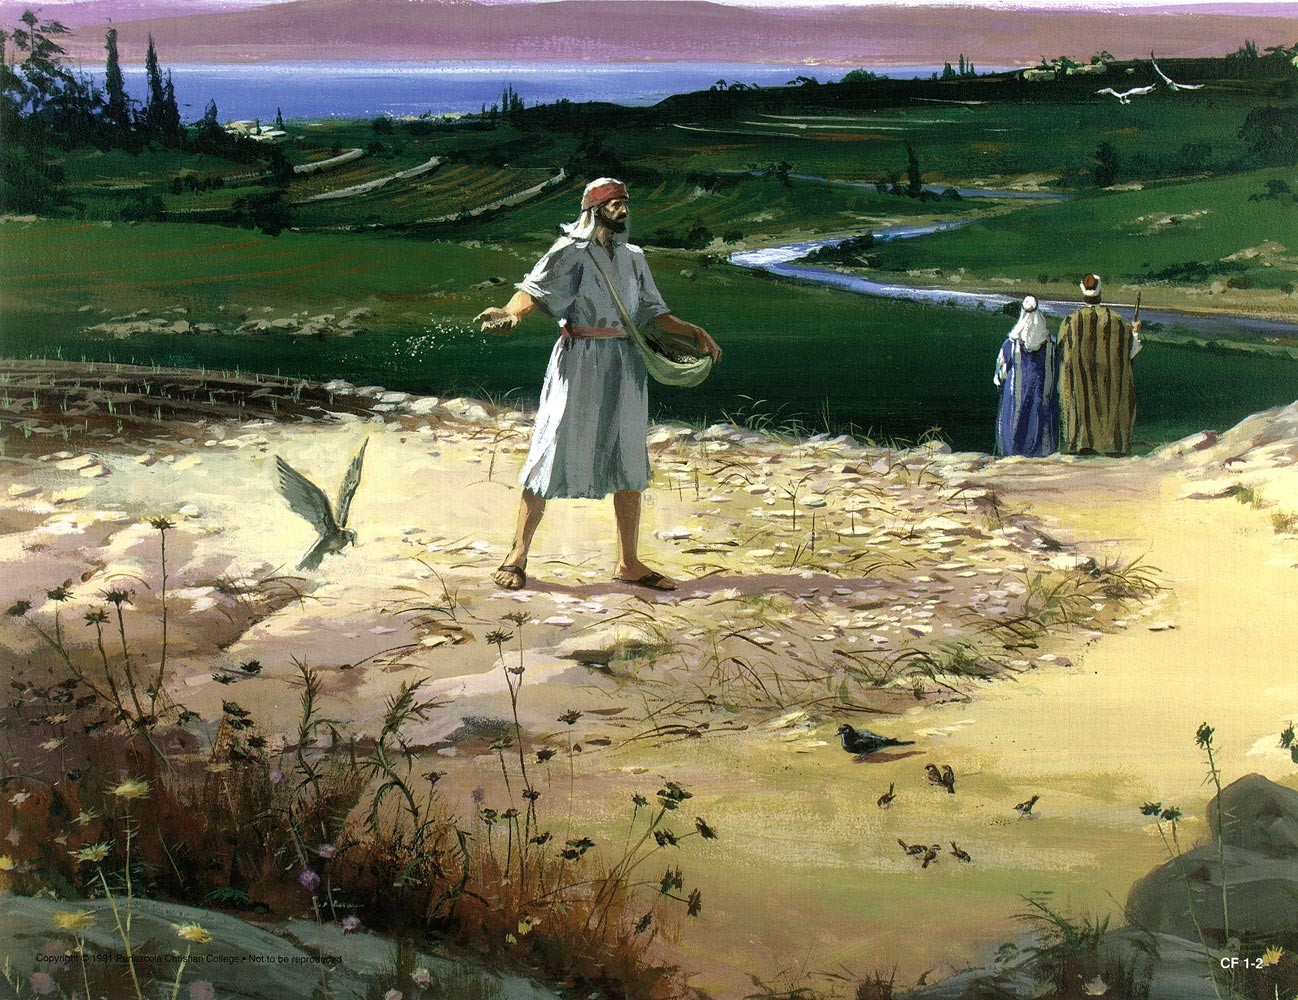 Copyright © 1991 Pensacola Christian College • Not to be reproduced.
CF 1-2